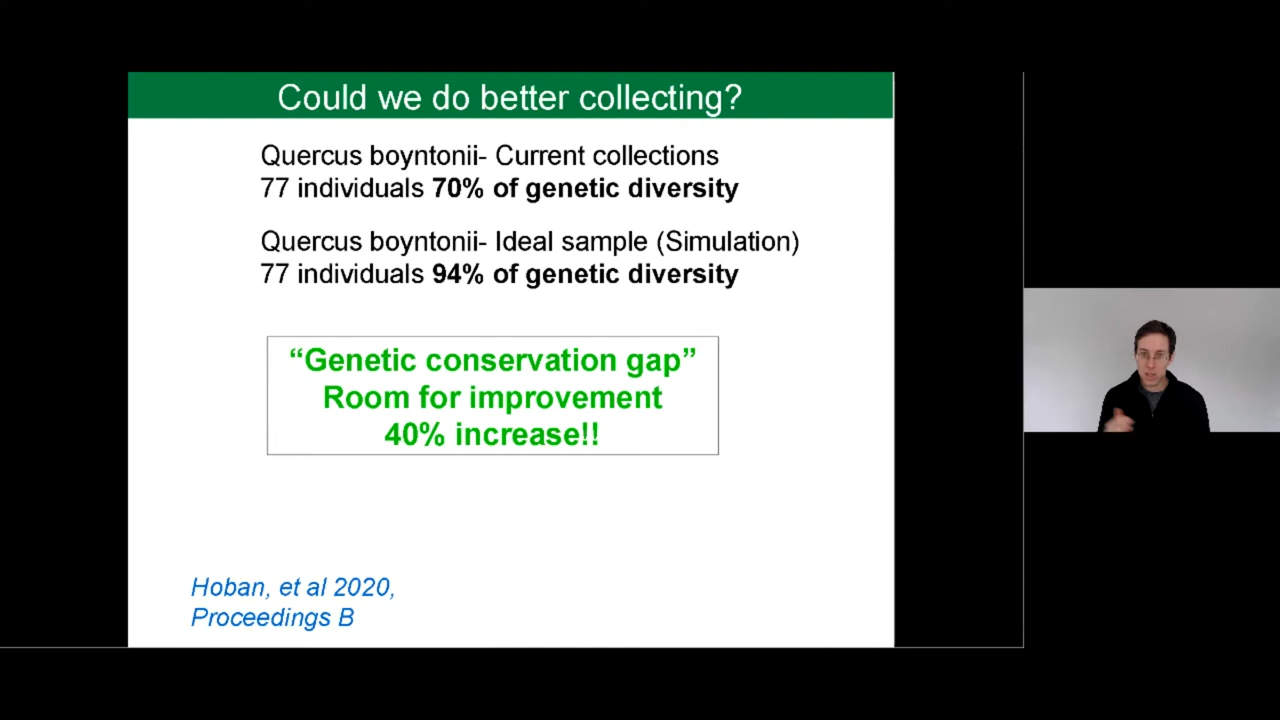 Could we do better collecting?
Quercus boyntonii- Current collections
77 individuals 70% of genetic diversity
Quercus boyntonii- Ideal sample (Simulation)
77 individuals 94% of genetic diversity
“Genetic conservation gap”
Room for improvement
40% increase!!
Hoban, et al 2020,
Proceedings B